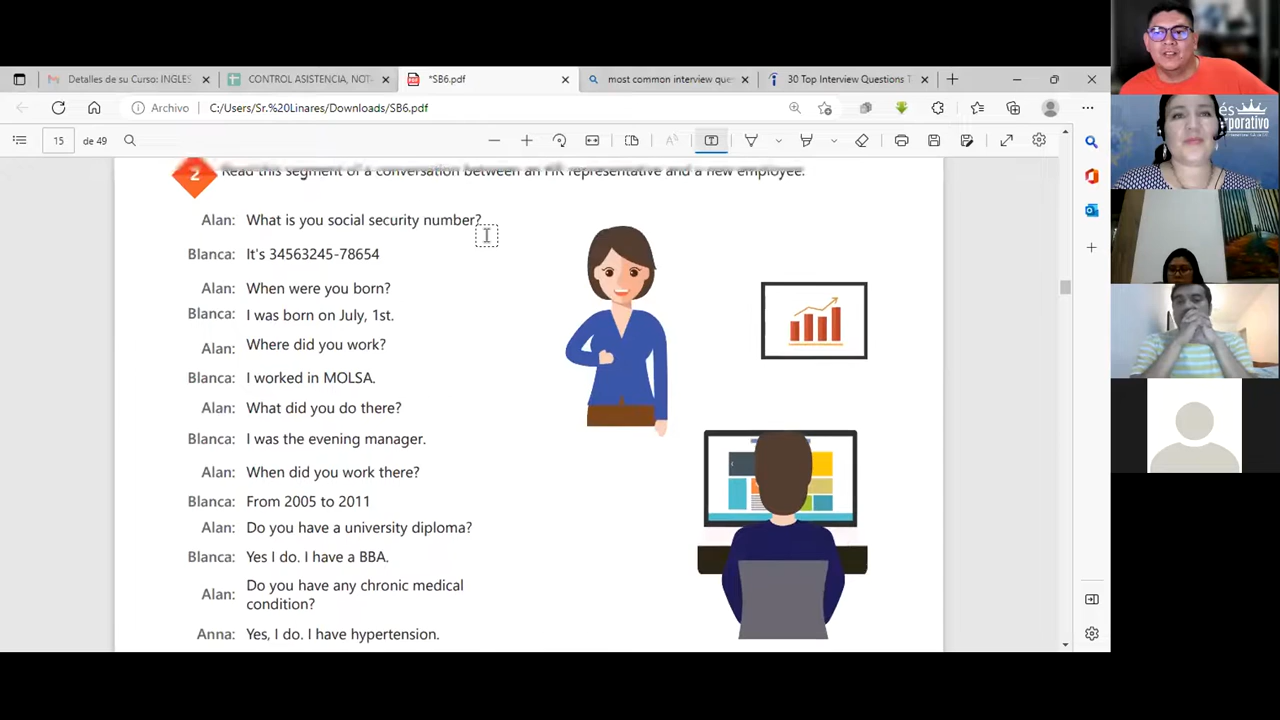 Detalles de su Curso: INGLES
CONTROL ASISTENCIA, NOT-
*SB6.pdf
most common interview que
30 Top Interview Questions
Archivo
C:/Users/Sr.%20Linares/Downloads/SB6.pdf
15
de 49
2
Read this segment of a conversation between an HR representative and a new employee.
Alan: What is you social security number?
Blanca: It's 34563245-78654
Alan: When were you born?
Blanca: I was born on July, 1st.
Alan: Where did you work?
Blanca: I worked in MOLSA.
Alan: What did you do there?
Blanca: I was the evening manager.
Alan: When did you work there?
Blanca: From 2005 to 2011
Alan: Do you have a university diploma?
Blanca: Yes I do. I have a BBA.
Alan: Do you have any chronic medical
condition?
Anna: Yes, I do. I have hypertension.
és
rporativo